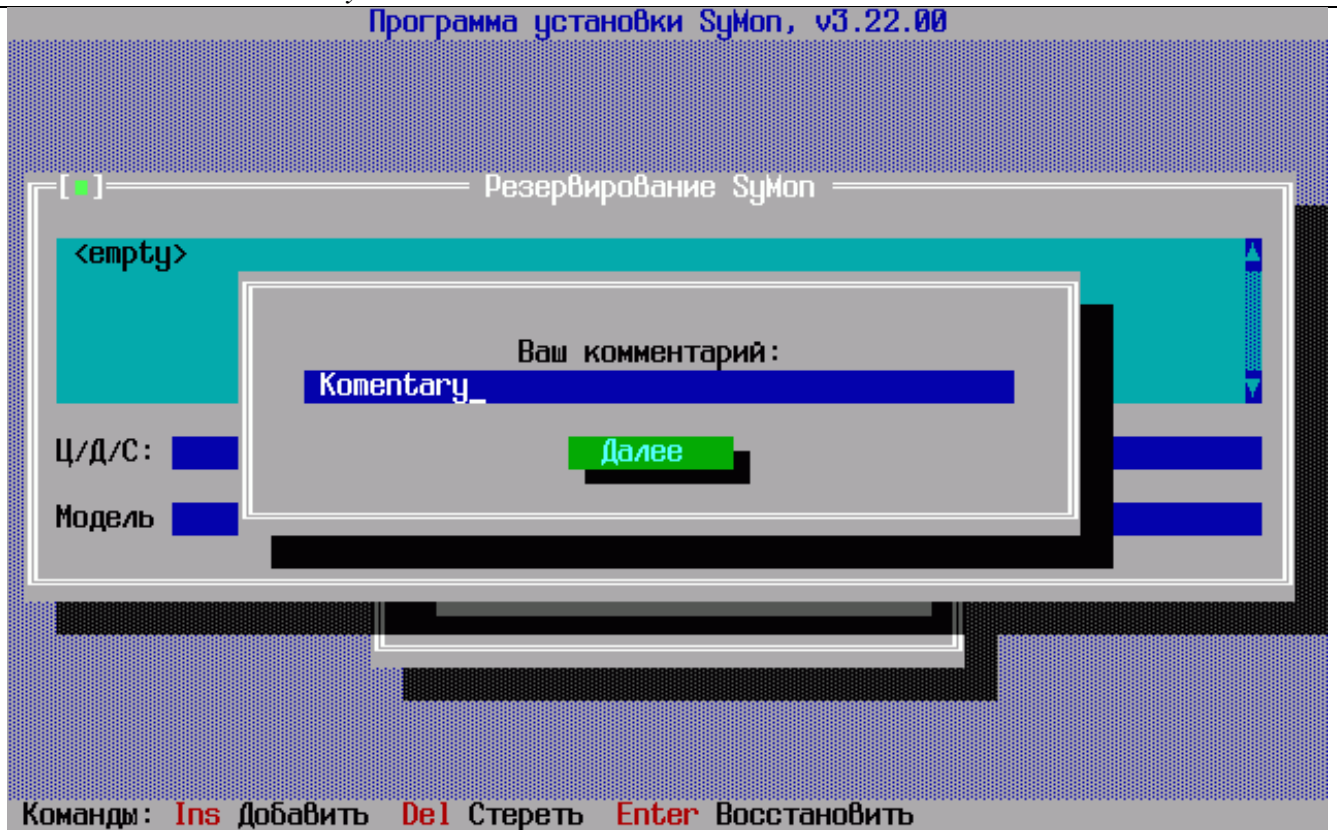 Программа установки SyMon, v3.22.00
[■] Резервирование SyMon
<empty>
Ваш комментарий:
Komentary_
Далее
Ц/Д/С:
Модель
Команды: Ins Добавить Del Стереть Enter Восстановить